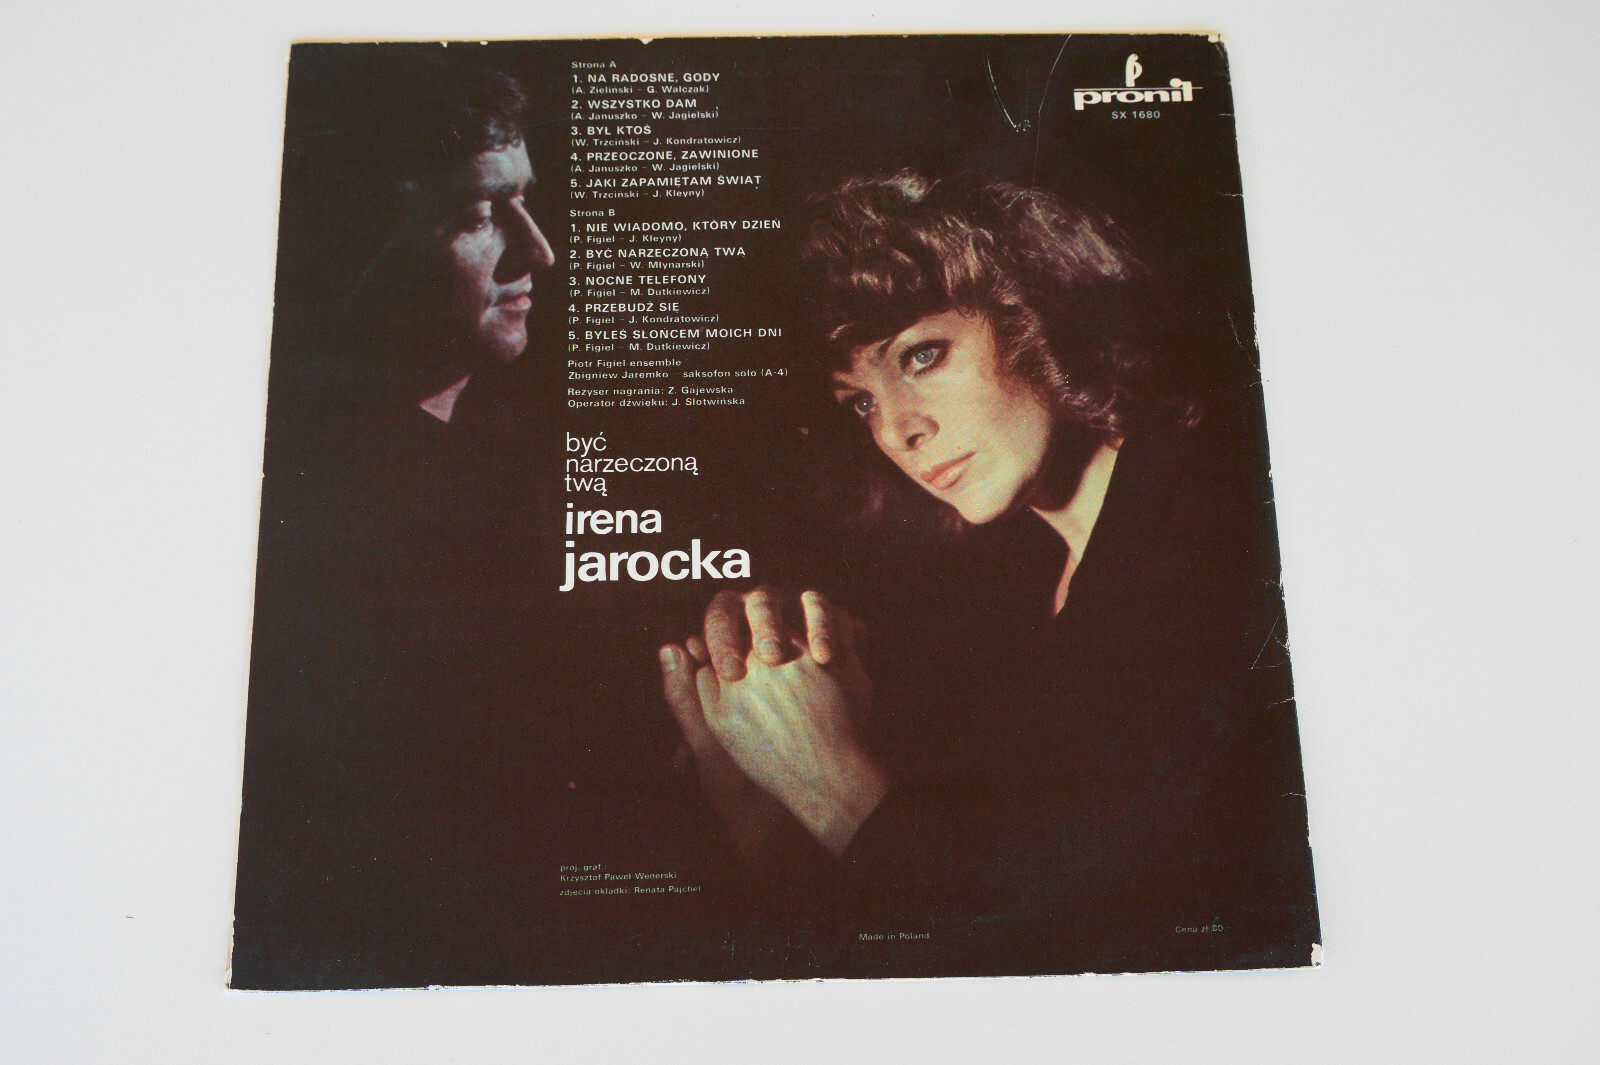 Strona A
1. NA RADOSNE, GODY
(A. Zieliński – G. Walczak)
2. WSZYSTKO DAM
(A. Januszko – W. Jagielski)
3. BYŁ KTOŚ
(W. Trzciński – J. Kondratowicz)
4. PRZEOCZONE, ZAWINIONE
(A. Januszko – W. Jagielski)
5. JAKI ZAPAMIĘTAM ŚWIAT
(W. Trzciński – J. Kleyny)
Strona B
1. NIE WIADOMO, KTÓRY DZIEŃ
(P. Figiel – J. Kleyny)
2. BYĆ NARZECZONĄ TWĄ
(P. Figiel – W. Młynarski)
3. NOCNE TELEFONY
(P. Figiel – M. Dutkiewicz)
4. PRZEBUDŹ SIĘ
(P. Figiel – J. Kondratowicz)
5. BYŁEŚ SŁOŃCEM MOICH DNI
(P. Figiel – M. Dutkiewicz)
Piotr Figiel ensemble
Zbigniew Jaremko – saksofon solo (A-4)
Reżyser nagrania: Z. Gajewska
Operator dźwięku: J. Słotwińska
być
narzeczoną
twą
irena
jarocka
pronit
SX 1680
proj. graf.:
Krzysztof Paweł Wenerski
zdjęcia okładki: Renata Pajchel
Made in Poland
Cena zł 80.–